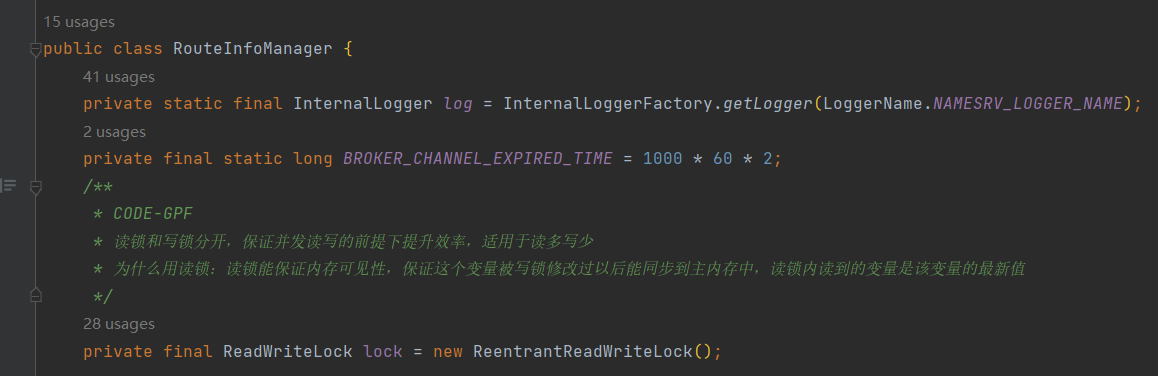 15 usages
public class RouteInfoManager {
41 usages
private static final InternalLogger log = InternalLoggerFactory.getLogger(LoggerName.NAMESRV_LOGGER_NAME);
2 usages
private final static long BROKER_CHANNEL_EXPIRED_TIME = 1000 * 60 * 2;
/**
* CODE-GPF
* 读锁和写锁分开，保证并发读写的前提下提升效率，适用于读多写少
* 为什么用读锁：读锁能保证内存可见性，保证这个变量被写锁修改过以后能同步到主内存中，读锁内读到的变量是该变量的最新值
*/
28 usages
private final ReadWriteLock lock = new ReentrantReadWriteLock();